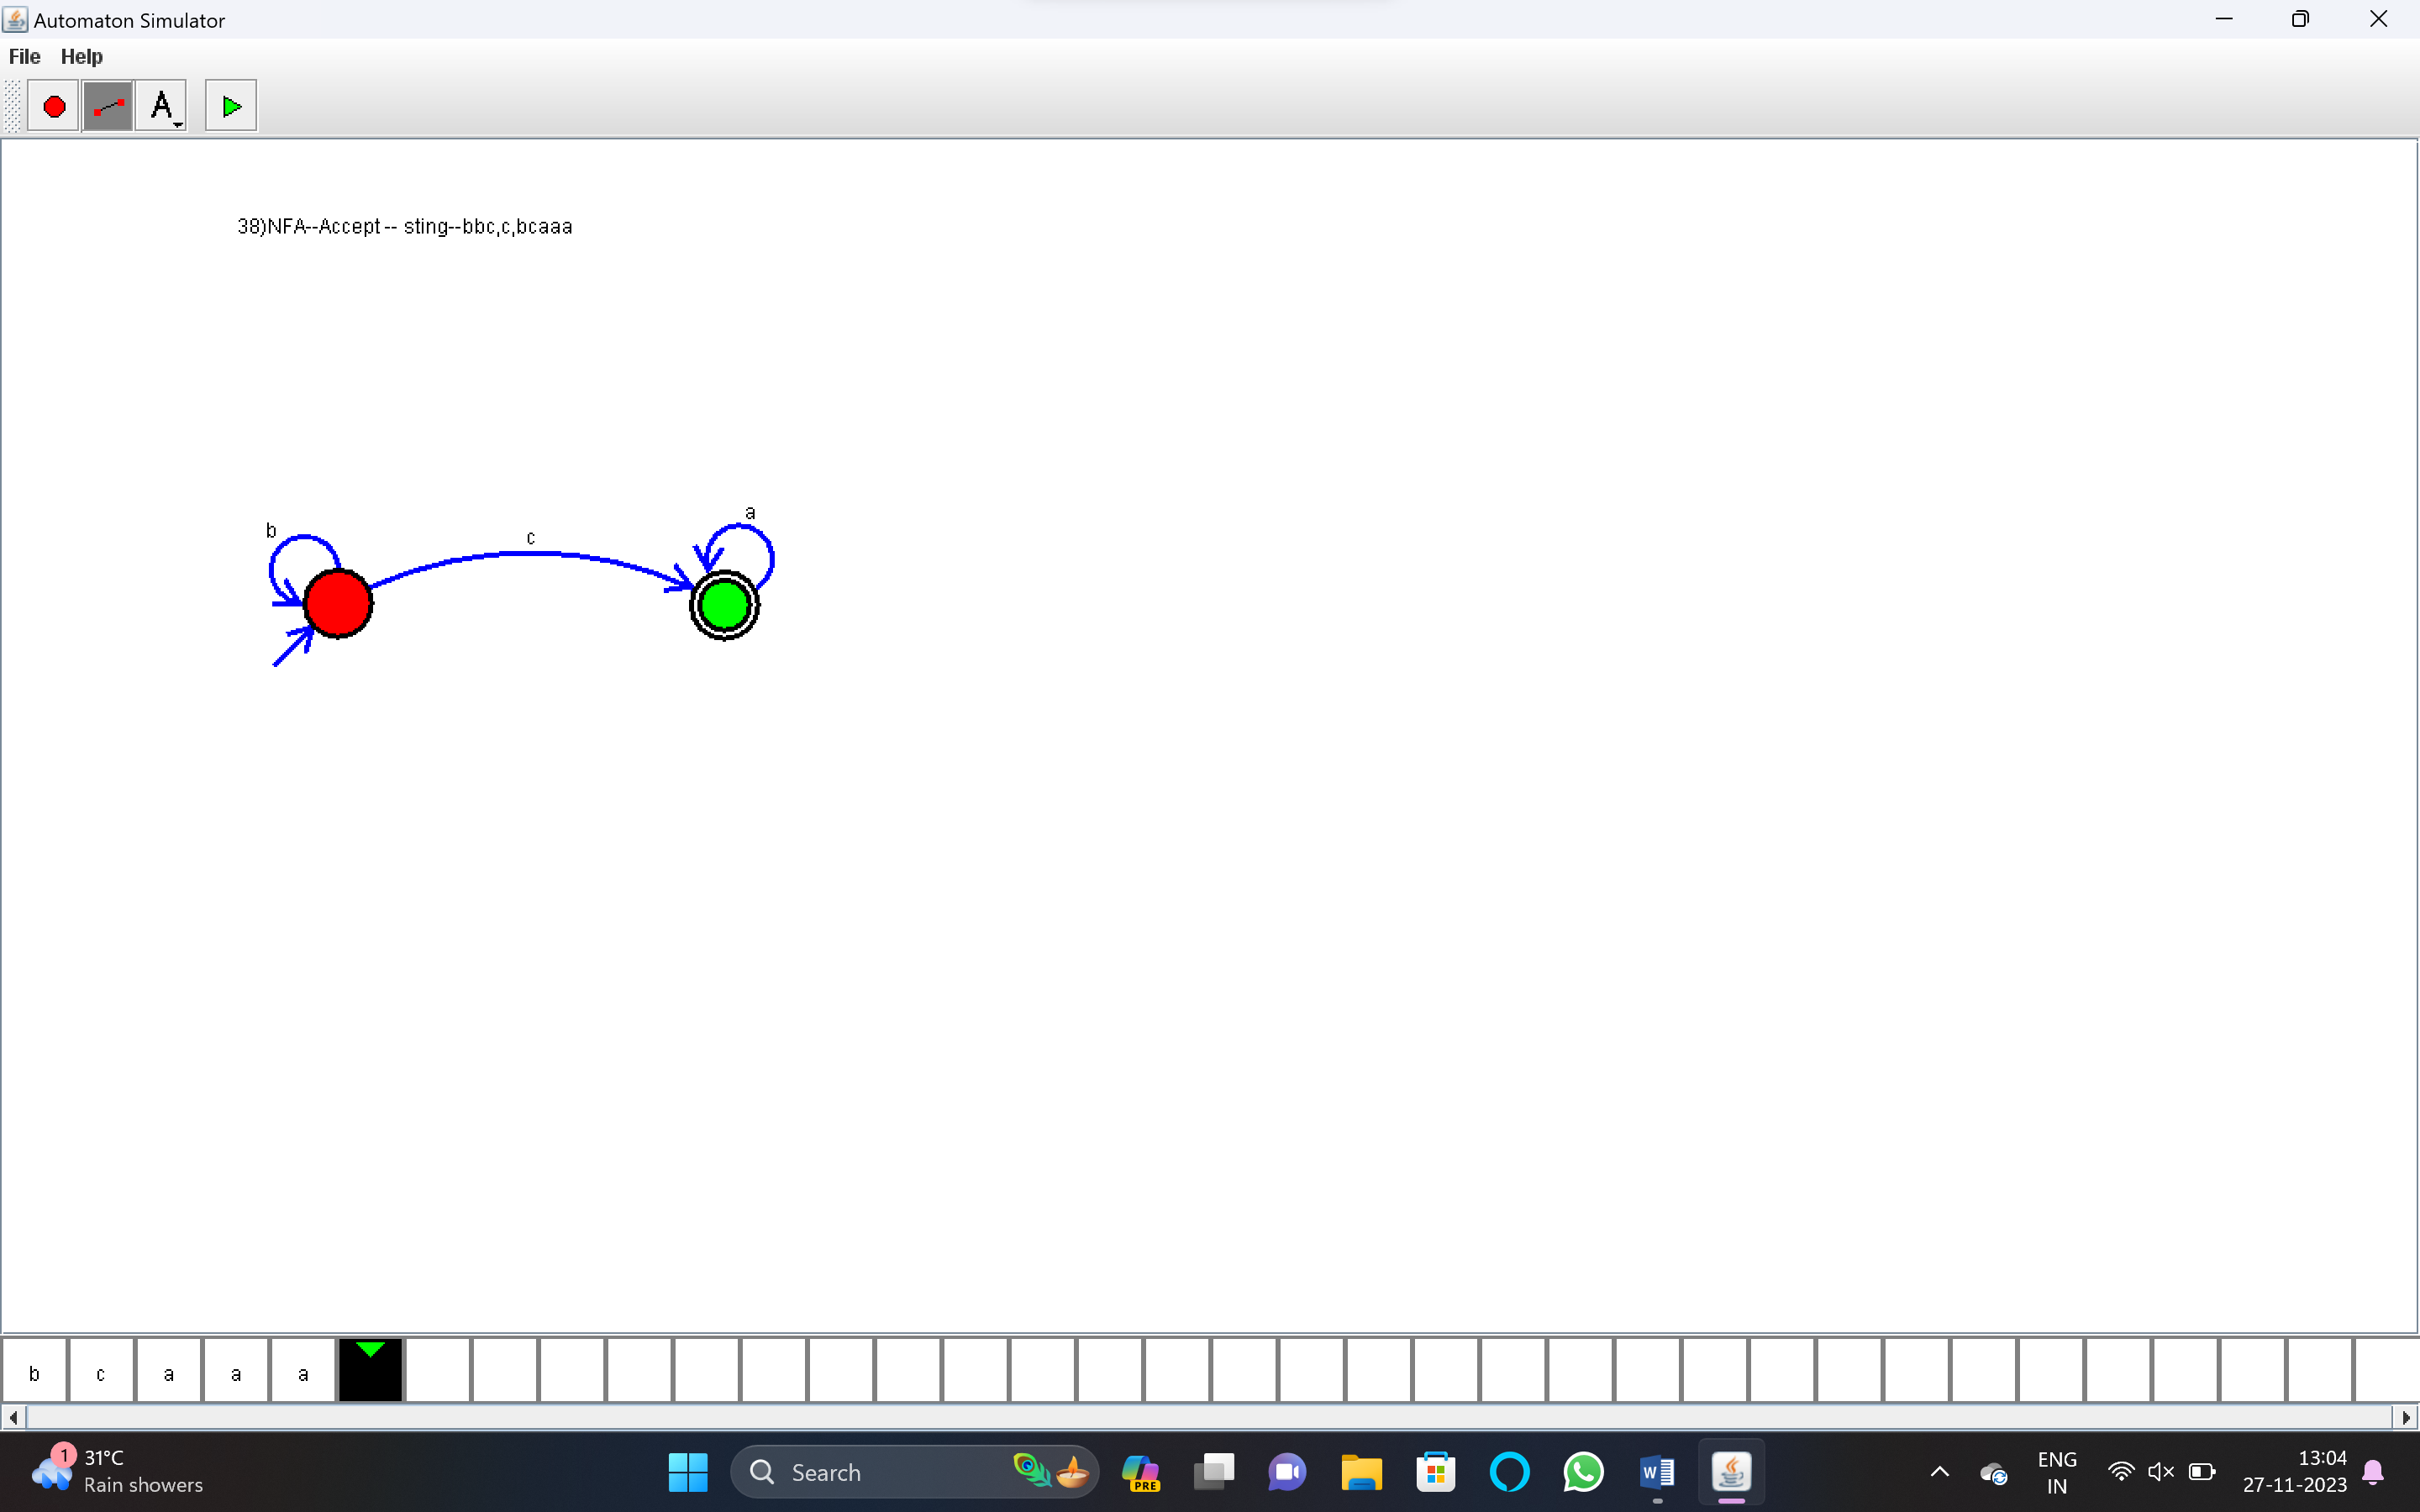 Automaton Simulator
File Help
A
38)NFA--Accept -- sting--bbc,c,bcaaa
b
c
a
b c a a a
1
31°C
Rain showers
Search
PRE
W
ENG
IN
13:04
27-11-2023